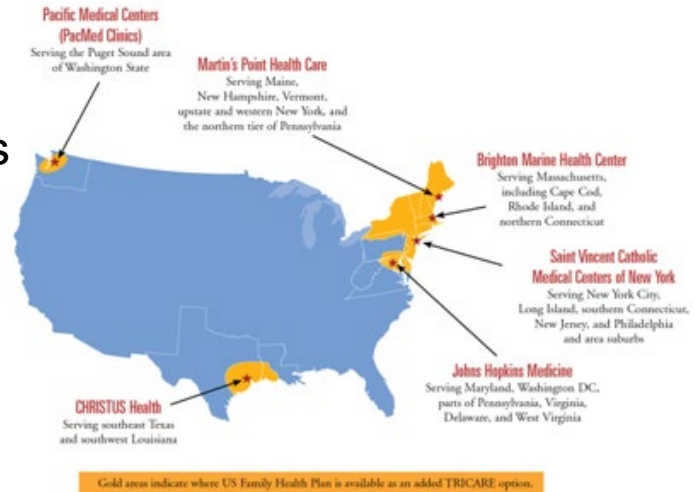 Pacific Medical Centers
(PacMed Clinics)
Serving the Puget Sound area
of Washington State
Martin's Point Health Care
Serving Maine,
New Hampshire, Vermont,
upstate and western New York, and
the northern tier of Pennsylvania
s
Brighton Marine Health Center
Serving Massachusetts,
including Cape Cod,
Rhode Island, and
northern Connecticut
Saint Vincent Catholic
Medical Centers of New York
Serving New York City,
Long Island, southern Connecticut,
New Jersey, and Philadelphia
and area suburbs
Johns Hopkins Medicine
Serving Maryland, Washington DC,
parts of Pennsylvania, Virginia,
Delaware, and West Virginia
CHRISTUS Health
Serving southeast Texas
and southwest Louisiana
Gold areas indicate where US Family Health Plan is available as an added TRICARE option.